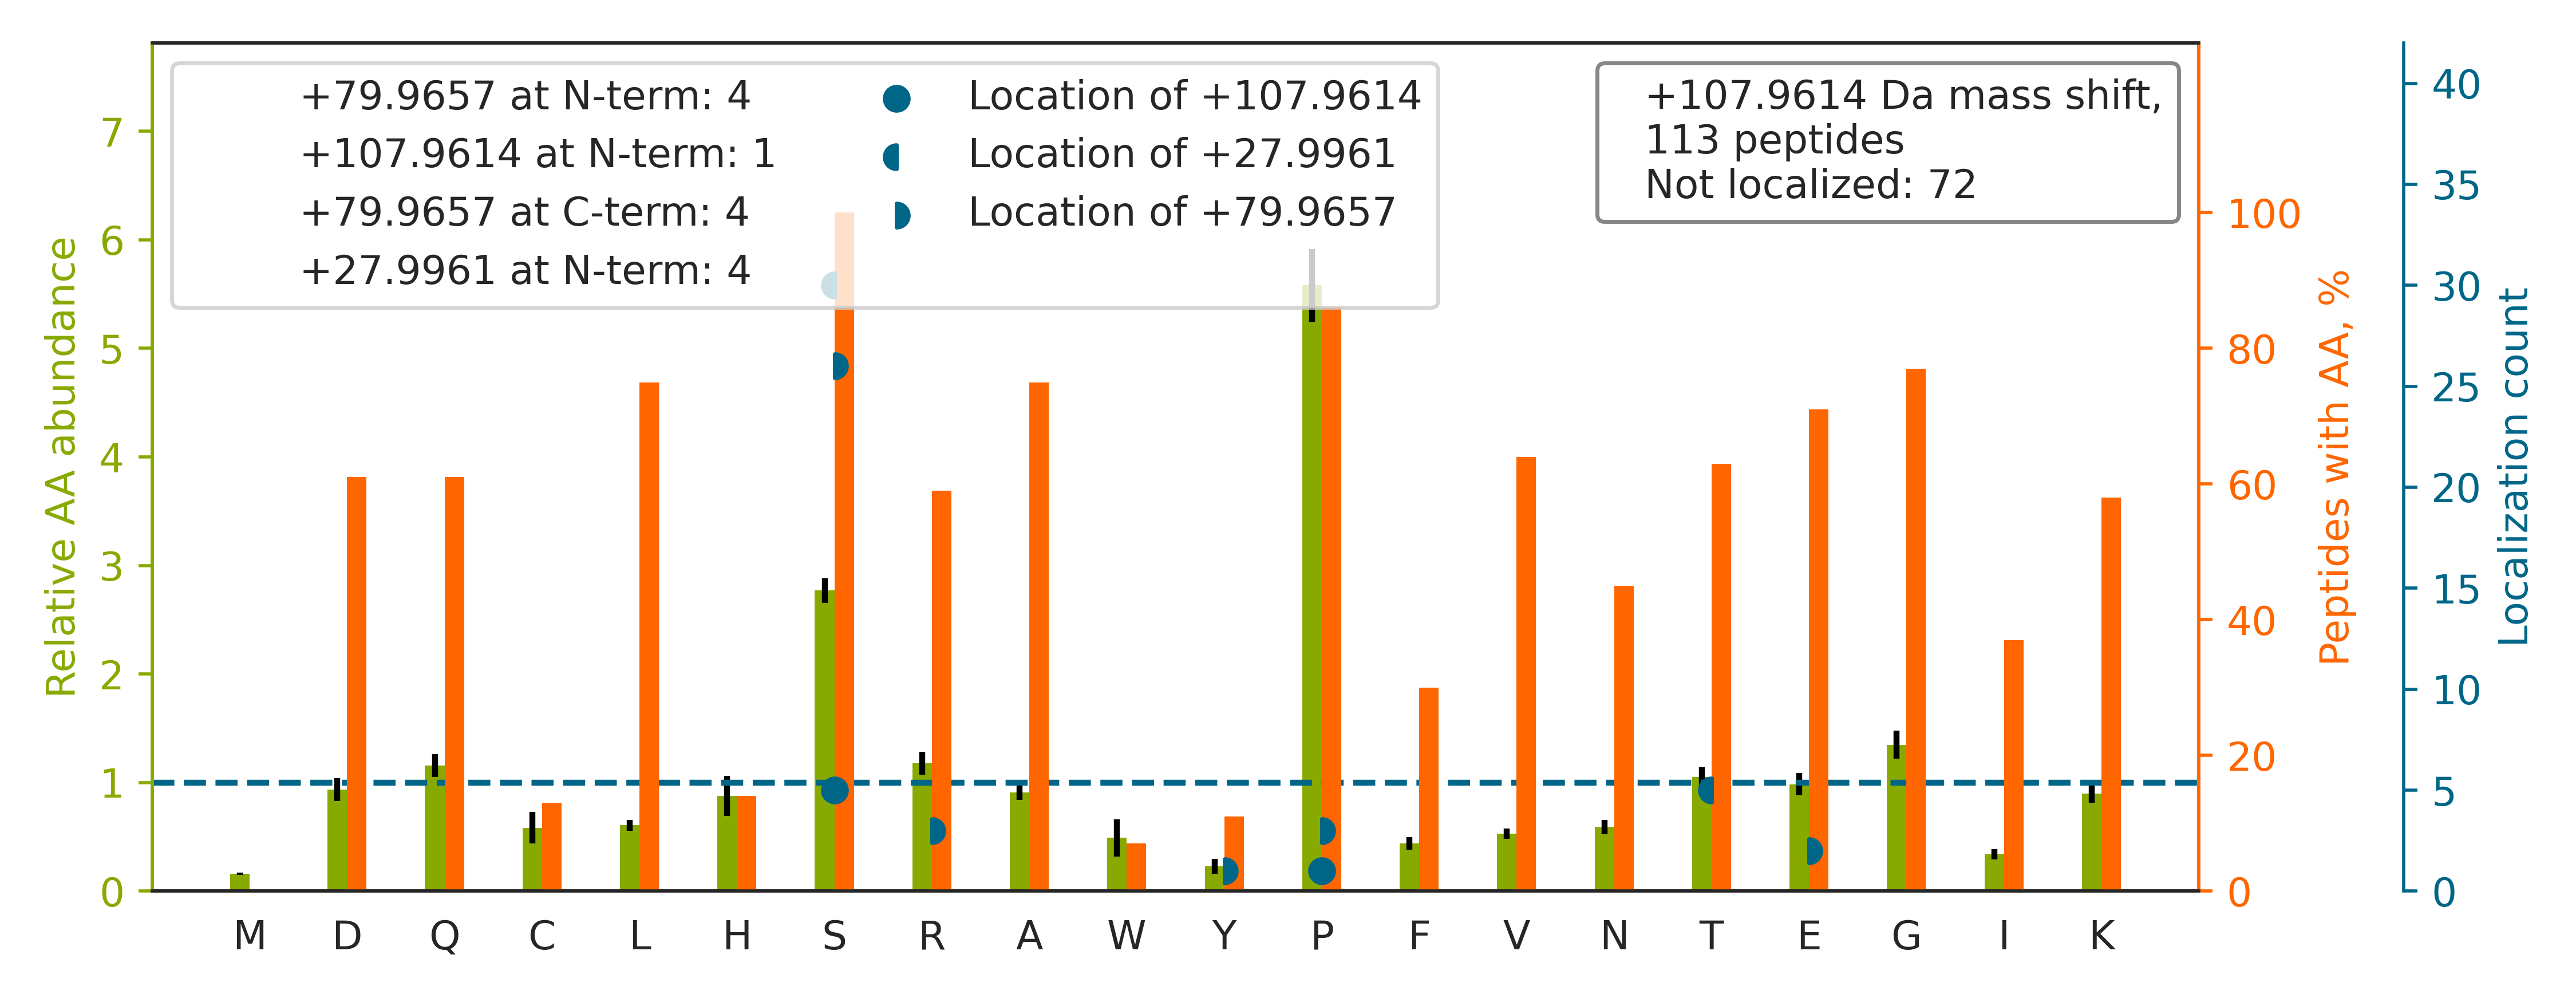 +79.9657 at N-term: 4
+107.9614 at N-term: 1
+79.9657 at C-term: 4
+27.9961 at N-term: 4
Location of +107.9614
Location of +27.9961
Location of +79.9657
+107.9614 Da mass shift,
113 peptides
Not localized: 72
Relative AA abundance
7
6
5
4
3
2
1
0
100
80
60
40
20
0
Peptides with AA, %
40
35
30
25
20
15
10
5
0
Localization count
M D Q C L H S R A W Y P F V N T E G I K